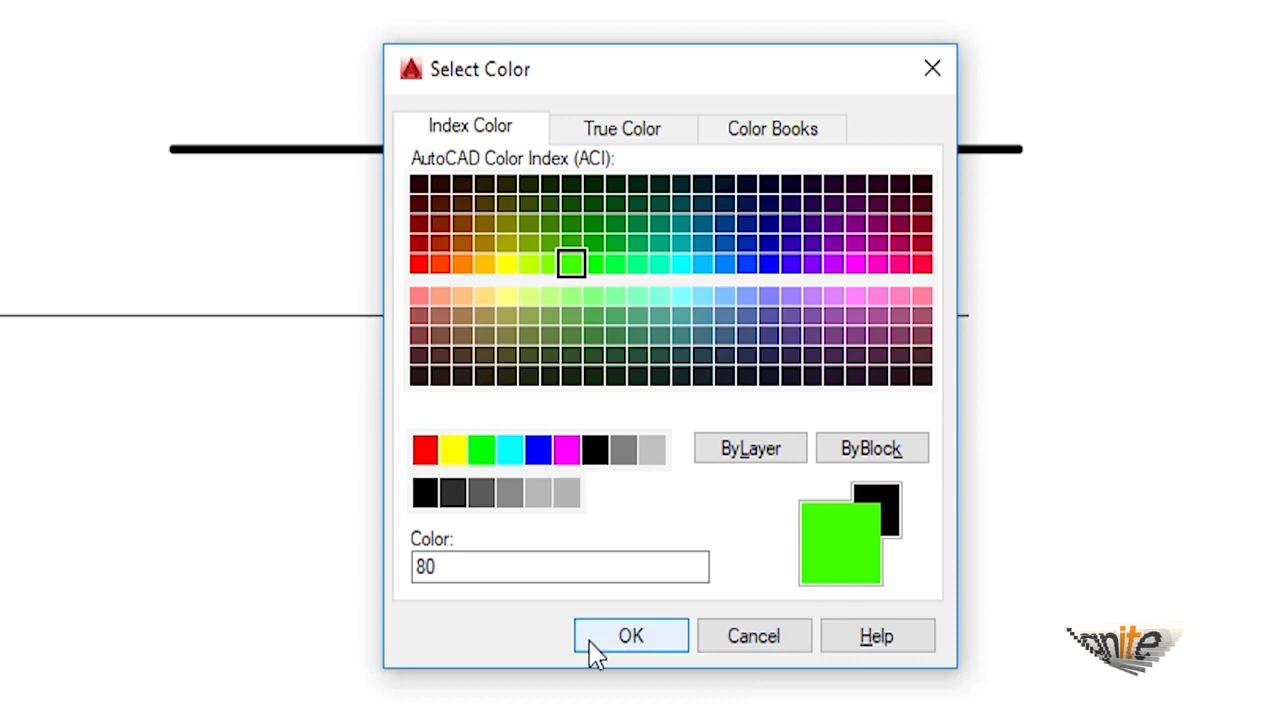 Select Color
Index Color
True Color
Color Books
AutoCAD Color Index (ACI):
ByLayer
ByBlock
Color:
80
OK
Cancel
Help